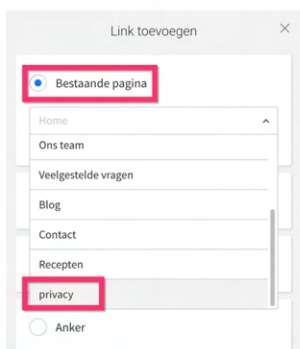 Link toevoegen
Bestaande pagina
Home
Ons team
Veelgestelde vragen
Blog
Contact
Recepten
privacy
Anker